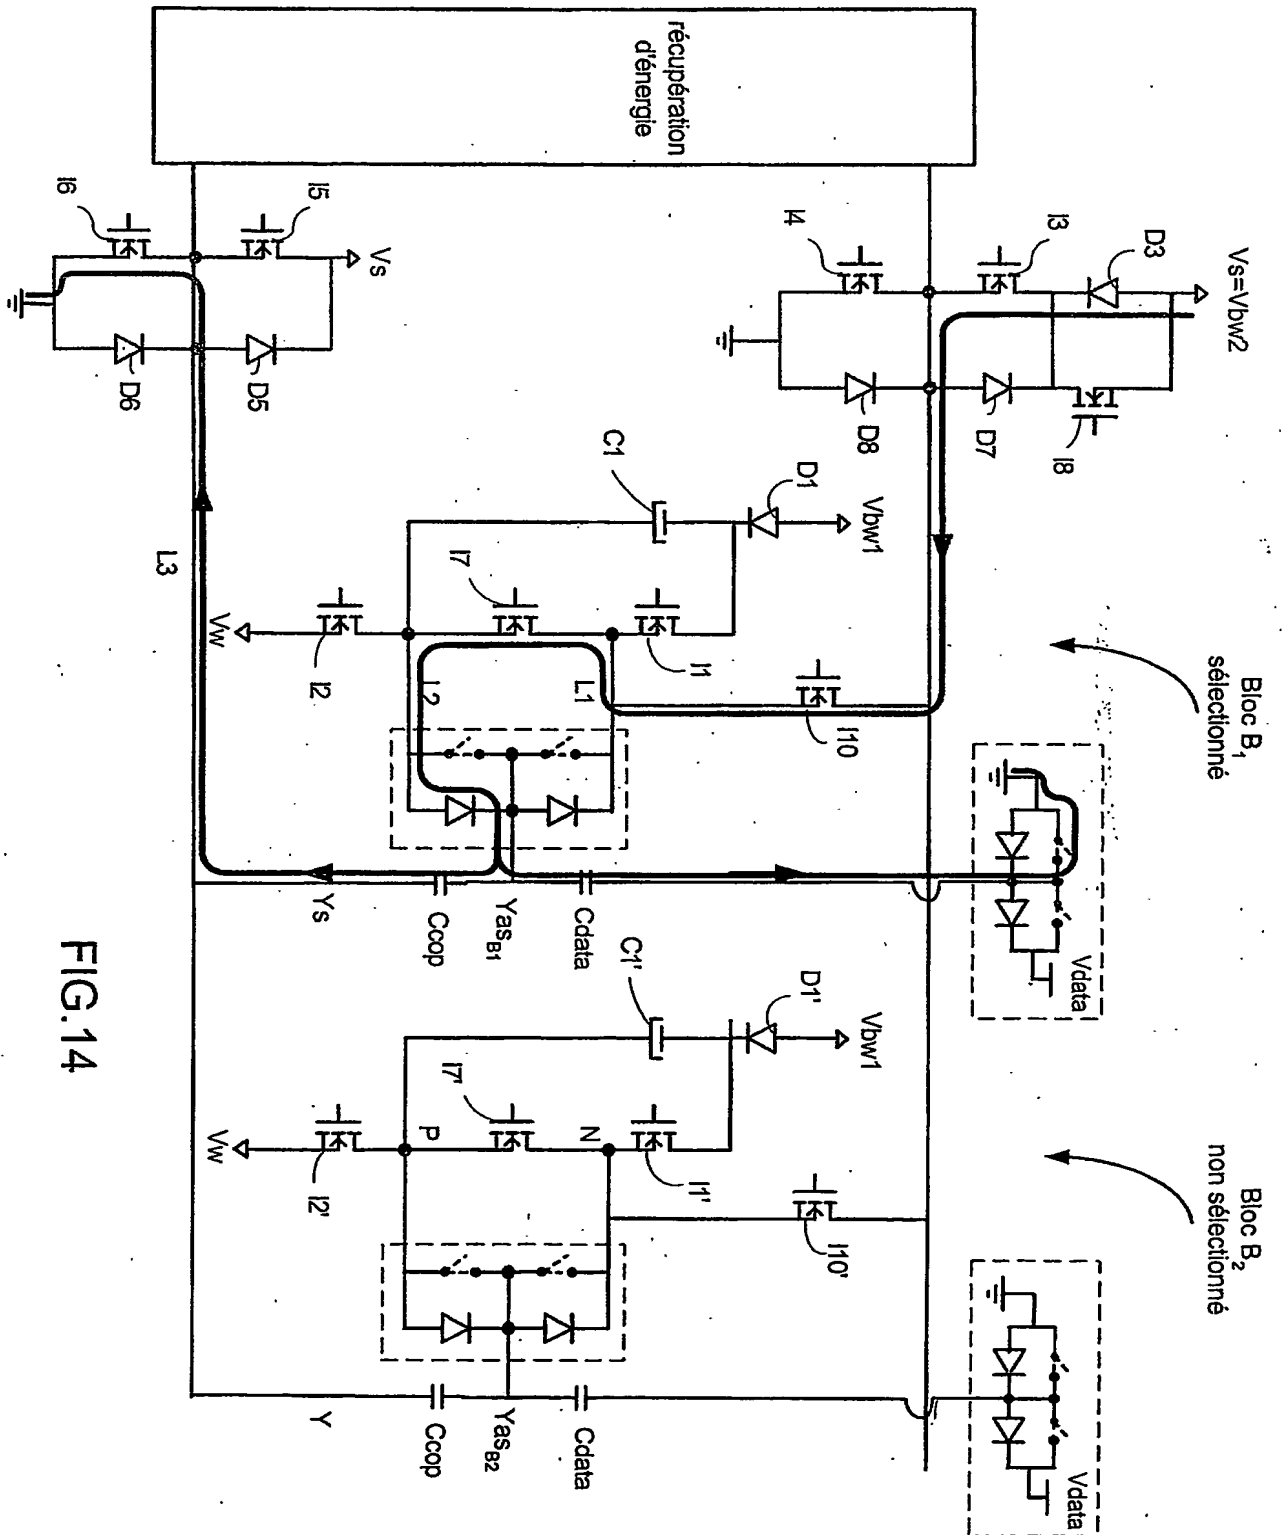 récupération
d'énergie
Vs=Vbw2
D3
I3
I8
D7
I4
D8
Vs
I5
D5
I6
D6
Bloc B1
sélectionné
Vbw1
D1
C1
I1
I7
I10
L1
L2
I2
Vw
L3
Vdata
Cdata
YasB1
Ccop
Ys
Bloc B2
non sélectionné
Vbw1
D1'
C1'
I1'
N
I7'
P
I10'
I2'
Vw
Vdata
Cdata
YasB2
Ccop
Y
FIG.14